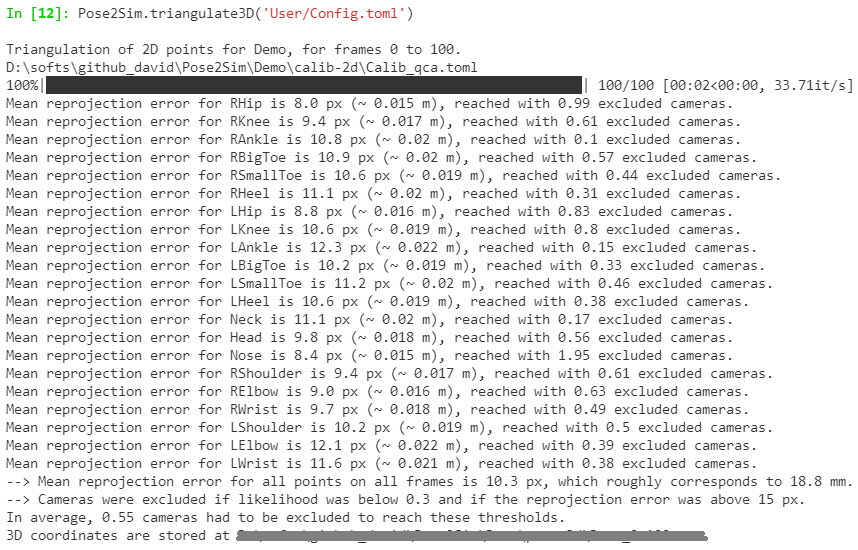 In [12]: Pose2Sim.triangulate3D('User/Config.toml')
Triangulation of 2D points for Demo, for frames 0 to 100.
D:\softs\github_david\Pose2Sim\Demo\calib-2d\Calib_qca.toml
100%|██████████| 100/100 [00:02<00:00, 33.71it/s]
Mean reprojection error for RHip is 8.0 px (~ 0.015 m), reached with 0.99 excluded cameras.
Mean reprojection error for RKnee is 9.4 px (~ 0.017 m), reached with 0.61 excluded cameras.
Mean reprojection error for RAnkle is 10.8 px (~ 0.02 m), reached with 0.1 excluded cameras.
Mean reprojection error for RBigToe is 10.9 px (~ 0.02 m), reached with 0.57 excluded cameras.
Mean reprojection error for RSmallToe is 10.6 px (~ 0.019 m), reached with 0.44 excluded cameras.
Mean reprojection error for RHeel is 11.1 px (~ 0.02 m), reached with 0.31 excluded cameras.
Mean reprojection error for LHip is 8.8 px (~ 0.016 m), reached with 0.83 excluded cameras.
Mean reprojection error for LKnee is 10.6 px (~ 0.019 m), reached with 0.8 excluded cameras.
Mean reprojection error for LAnkle is 12.3 px (~ 0.022 m), reached with 0.15 excluded cameras.
Mean reprojection error for LBigToe is 10.2 px (~ 0.019 m), reached with 0.33 excluded cameras.
Mean reprojection error for LSmallToe is 11.2 px (~ 0.02 m), reached with 0.46 excluded cameras.
Mean reprojection error for LHeel is 10.6 px (~ 0.019 m), reached with 0.38 excluded cameras.
Mean reprojection error for Neck is 11.1 px (~ 0.02 m), reached with 0.17 excluded cameras.
Mean reprojection error for Head is 9.8 px (~ 0.018 m), reached with 0.56 excluded cameras.
Mean reprojection error for Nose is 8.4 px (~ 0.015 m), reached with 1.95 excluded cameras.
Mean reprojection error for RShoulder is 9.4 px (~ 0.017 m), reached with 0.61 excluded cameras.
Mean reprojection error for RElbow is 9.0 px (~ 0.016 m), reached with 0.63 excluded cameras.
Mean reprojection error for RWrist is 9.7 px (~ 0.018 m), reached with 0.49 excluded cameras.
Mean reprojection error for LShoulder is 10.2 px (~ 0.019 m), reached with 0.5 excluded cameras.
Mean reprojection error for LElbow is 12.1 px (~ 0.022 m), reached with 0.39 excluded cameras.
Mean reprojection error for LWrist is 11.6 px (~ 0.021 m), reached with 0.38 excluded cameras.
--> Mean reprojection error for all points on all frames is 10.3 px, which roughly corresponds to 18.8 mm.
--> Cameras were excluded if likelihood was below 0.3 and if the reprojection error was above 15 px.
In average, 0.55 cameras had to be excluded to reach these thresholds.
3D coordinates are stored at